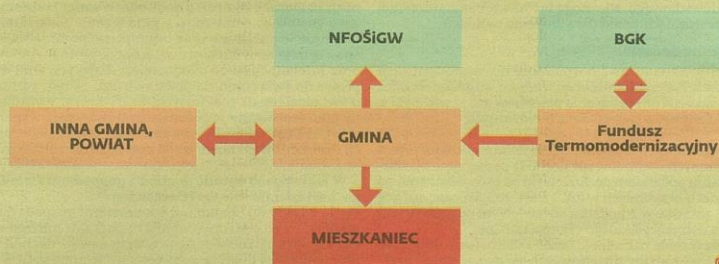 NFOŚiGW
BGK
INNA GMINA,
POWIAT
GMINA
Fundusz
Termomodernizacyjny
MIESZKANIEC